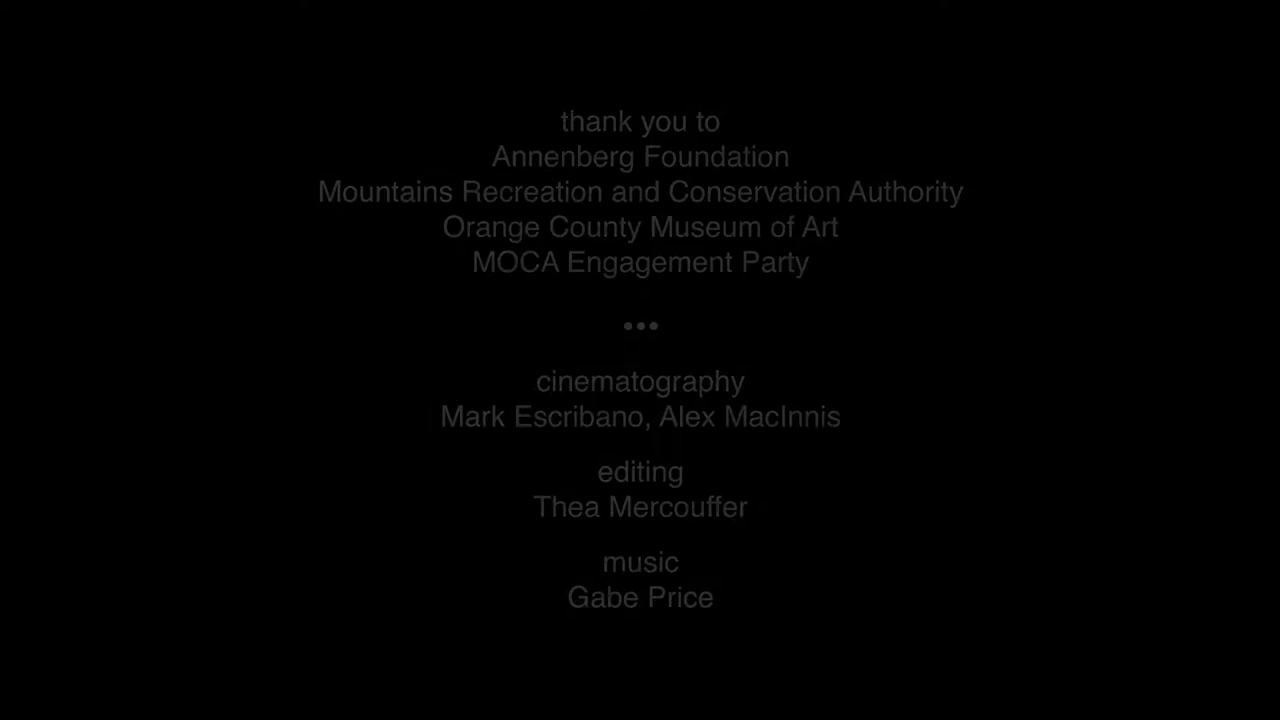 thank you to
Annenberg Foundation
Mountains Recreation and Conservation Authority
Orange County Museum of Art
MOCA Engagement Party
•••
cinematography
Mark Escribano, Alex MacInnis
editing
Thea Mercouffer
music
Gabe Price